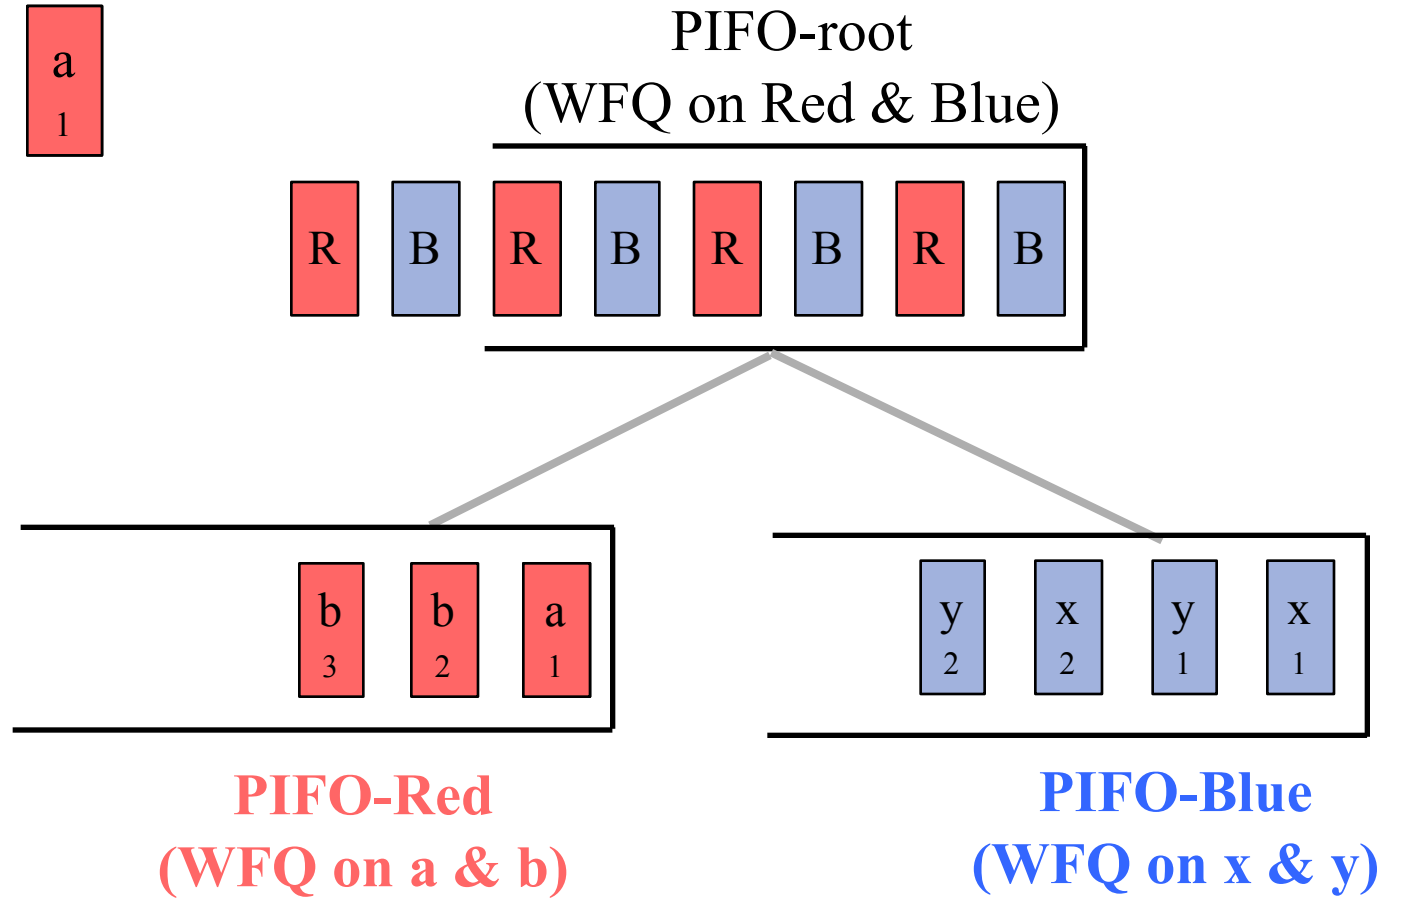 a
1
PIFO-root
(WFQ on Red & Blue)
R B R B R B R B
b b a
3 2 1
y x y x
2 2 1 1
PIFO-Red
(WFQ on a & b)
PIFO-Blue
(WFQ on x & y)